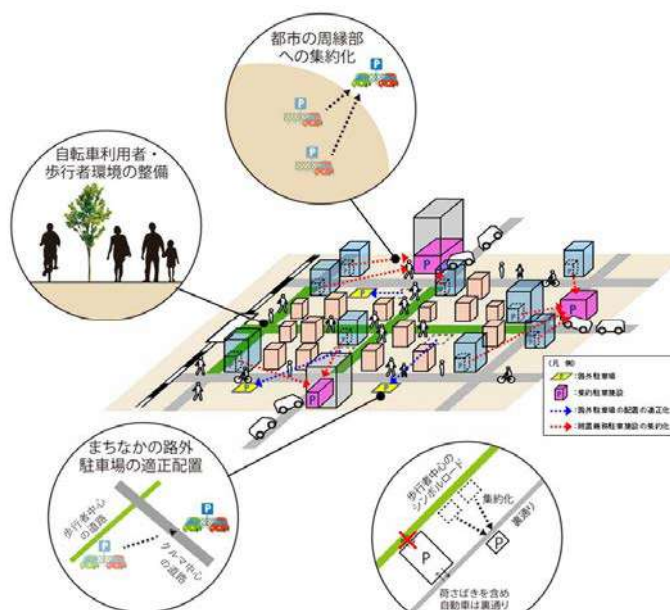 都市の周縁部
への集約化
P
P
P
自転車利用者・
歩行者環境の整備
P
P
P
P
P
P
(凡 例)
P :路外駐車場
P :集約駐車施設
:路外駐車場の配置の適正化
:附置義務駐車施設の集約化
まちなかの路外
駐車場の適正配置
歩行者中心
の道路
P
P
クルマ中心
の道路
歩行者中心の
シンボルロード
集約化
裏通り
P
P
荷さばきを含め
自動車は裏通り